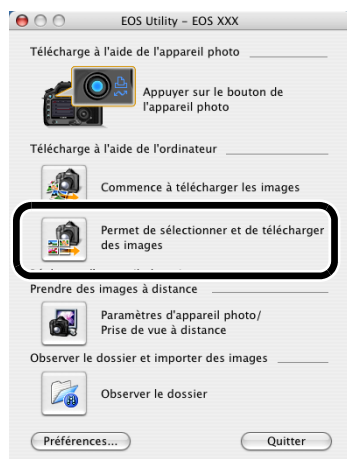 EOS Utility – EOS XXX
Télécharge à l'aide de l'appareil photo
Appuyer sur le bouton de
l'appareil photo
Télécharge à l'aide de l'ordinateur
Commence à télécharger les images
Permet de sélectionner et de télécharger
des images
Prendre des images à distance
Paramètres d'appareil photo/
Prise de vue à distance
Observer le dossier et importer des images
Observer le dossier
Préférences...
Quitter